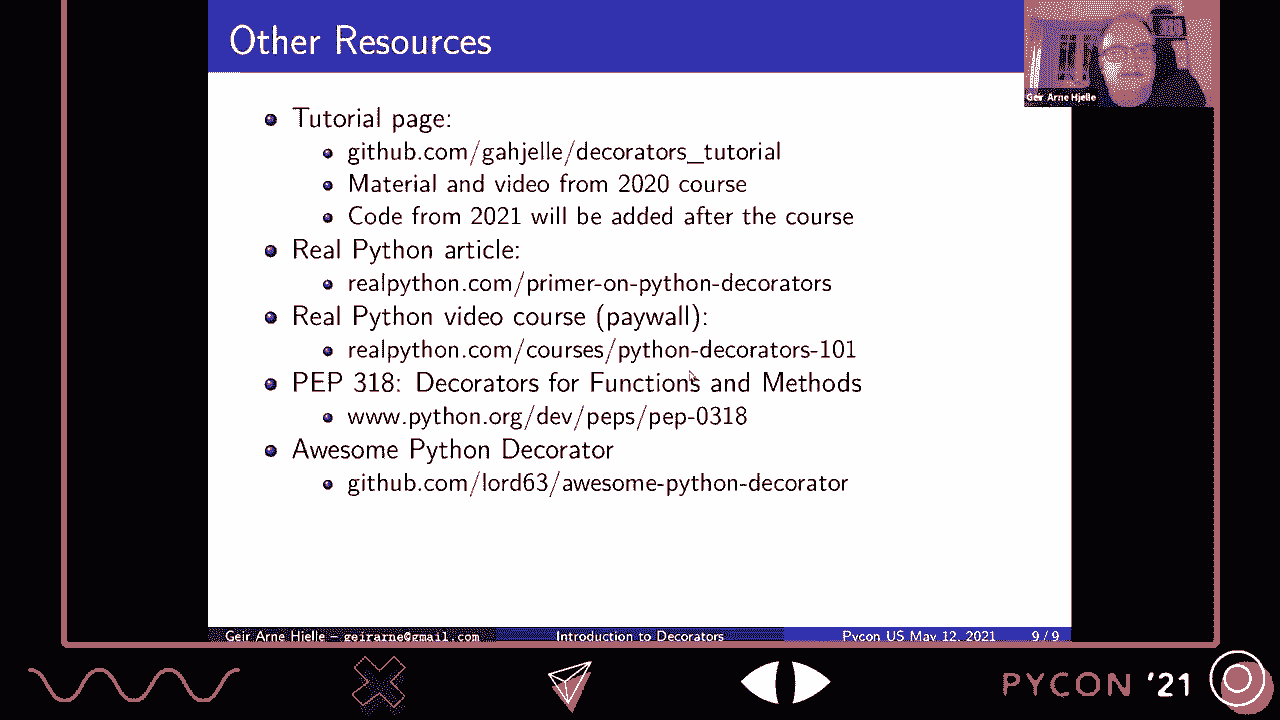 Other Resources
Geir Arne Hjelle
Tutorial page:
github.com/gahjelle/decorators_tutorial
Material and video from 2020 course
Code from 2021 will be added after the course
Real Python article:
realpython.com/primer-on-python-decorators
Real Python video course (paywall):
realpython.com/courses/python-decorators-101
PEP 318: Decorators for Functions and Methods
www.python.org/dev/peps/pep-0318
Awesome Python Decorator
github.com/lord63/awesome-python-decorator
Geir Arne Hjelle – geirarne@gmail.com Introduction to Decorators Pycon US May 12, 2021 9 / 9
PYCON '21